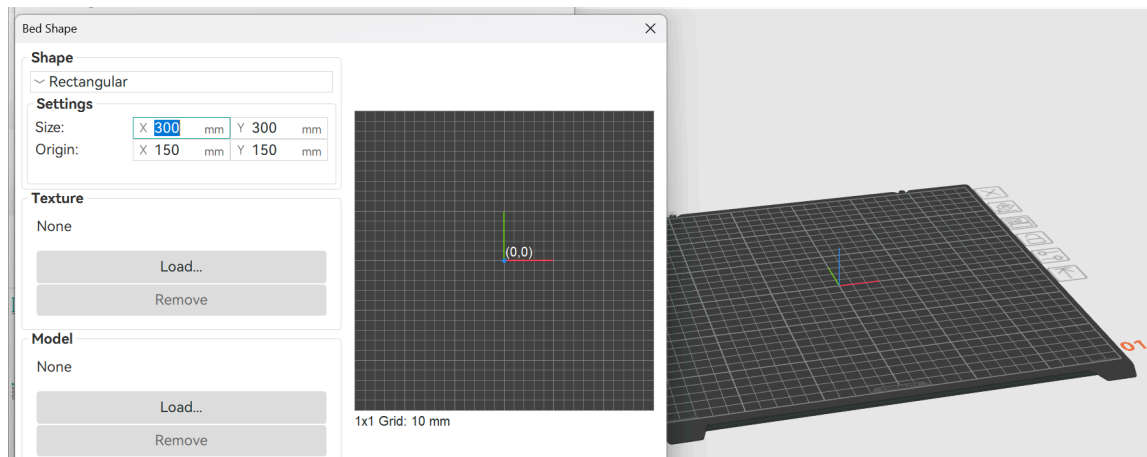 Bed Shape
Shape
Rectangular
Settings
Size: X 300 mm Y 300 mm
Origin: X 150 mm Y 150 mm
Texture
None
Load...
Remove
Model
None
Load...
Remove
(0,0)
1x1 Grid: 10 mm
01